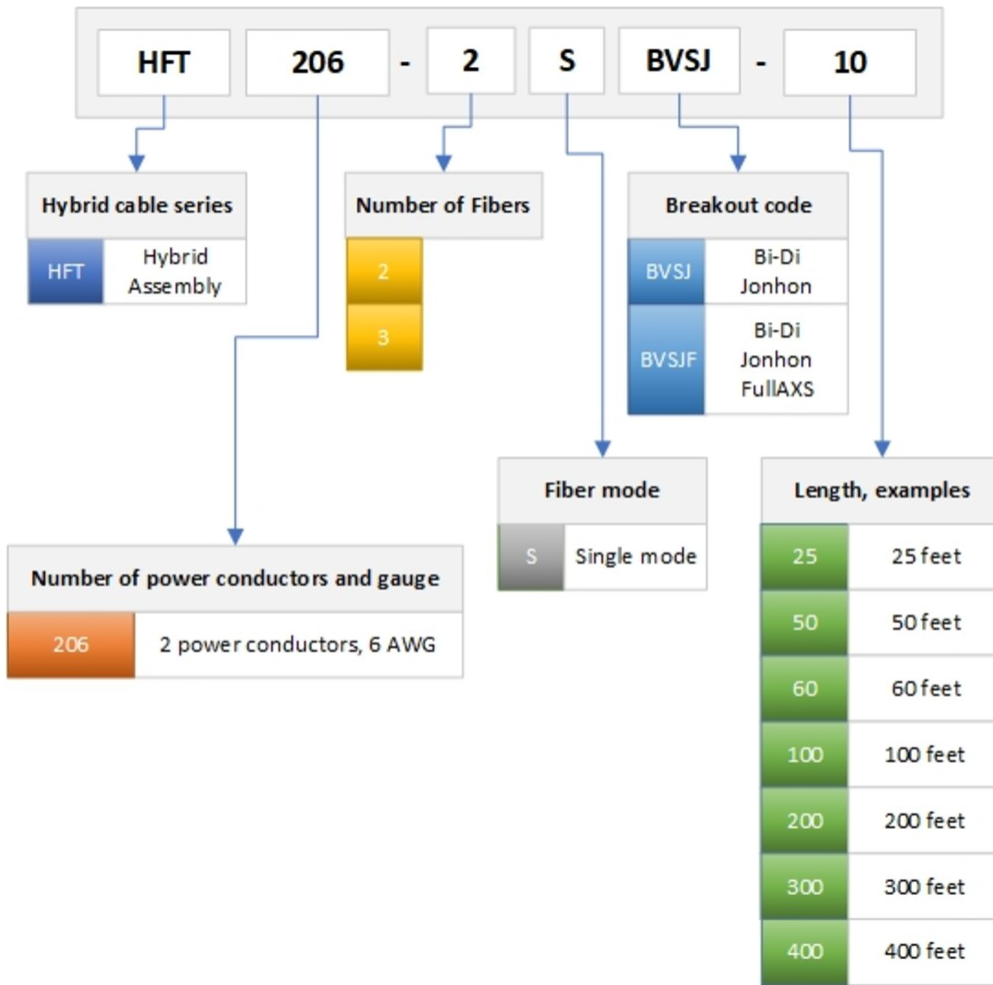 HFT 206 - 2 S BVSJ - 10
Hybrid cable series
HFT Hybrid
Assembly
Number of Fibers
2
3
Breakout code
BVSJ Bi-Di
Jonhon
BVSJF Bi-Di
Jonhon
FullAXS
Fiber mode
S Single mode
Length, examples
25 25 feet
50 50 feet
60 60 feet
100 100 feet
200 200 feet
300 300 feet
400 400 feet
Number of power conductors and gauge
206 2 power conductors, 6 AWG